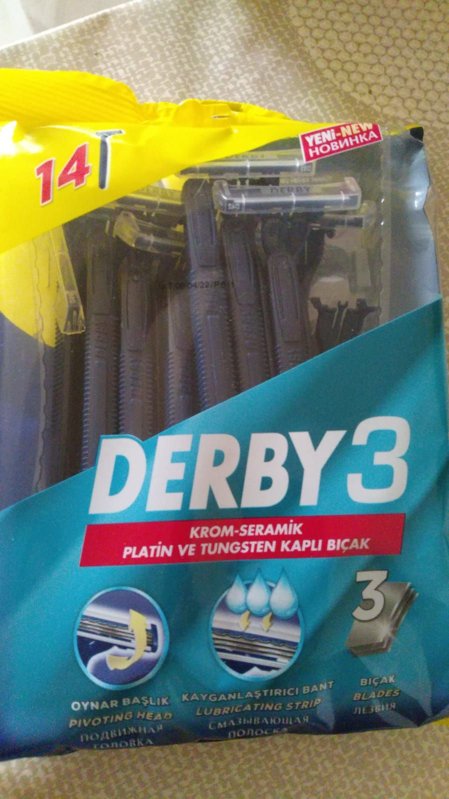 14
YENi-NEW
НОВИНКА
DERBY
DERBY 3
KROM-SERAMİK
PLATİN VE TUNGSTEN KAPLI BIÇAK
3
OYNAR BAŞLIK
PIVOTING HEAD
ПОДВИЖНАЯ
ГОЛОВКА
KAYGANLAŞTIRICI BANT
LUBRICATING STRIP
СМАЗЫВАЮЩАЯ
ПОЛОСКА
BIÇAK
BLADES
ЛЕЗВИЯ